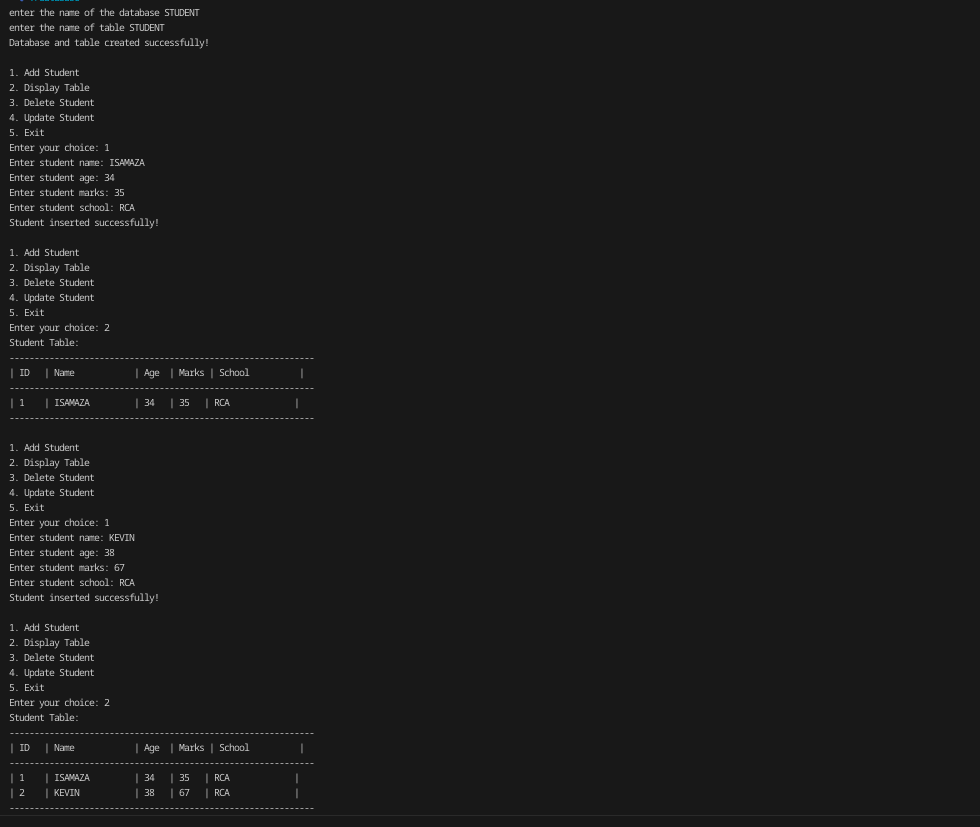 enter the name of the database STUDENT
enter the name of table STUDENT
Database and table created successfully!
1. Add Student
2. Display Table
3. Delete Student
4. Update Student
5. Exit
Enter your choice: 1
Enter student name: ISAMAZA
Enter student age: 34
Enter student marks: 35
Enter student school: RCA
Student inserted successfully!
1. Add Student
2. Display Table
3. Delete Student
4. Update Student
5. Exit
Enter your choice: 2
Student Table:
-------------------------------------------------------------
| ID   | Name            | Age  | Marks | School          |
-------------------------------------------------------------
| 1    | ISAMAZA         | 34   | 35   | RCA             |
-------------------------------------------------------------
1. Add Student
2. Display Table
3. Delete Student
4. Update Student
5. Exit
Enter your choice: 1
Enter student name: KEVIN
Enter student age: 38
Enter student marks: 67
Enter student school: RCA
Student inserted successfully!
1. Add Student
2. Display Table
3. Delete Student
4. Update Student
5. Exit
Enter your choice: 2
Student Table:
-------------------------------------------------------------
| ID   | Name            | Age  | Marks | School          |
-------------------------------------------------------------
| 1    | ISAMAZA         | 34   | 35   | RCA             |
| 2    | KEVIN           | 38   | 67   | RCA             |
-------------------------------------------------------------